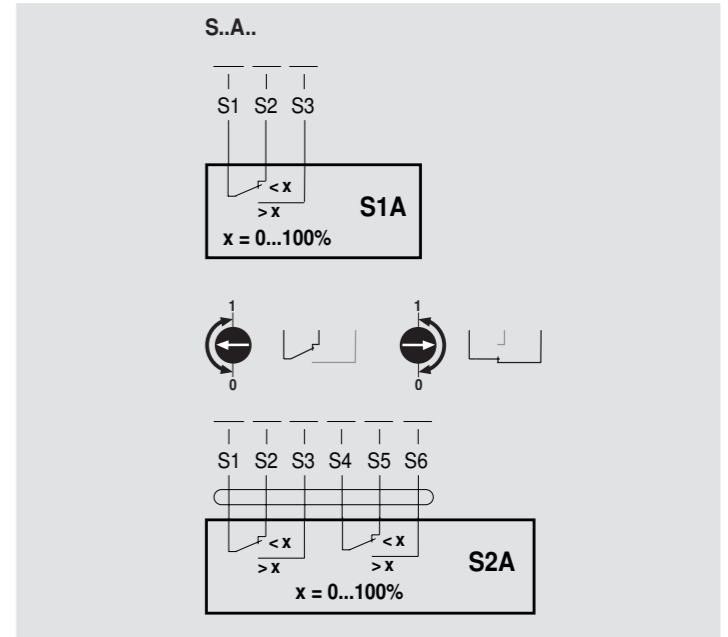 S..A..
S1 S2 S3
< x
> x
S1A
x = 0...100%
1 1
0 0
S1 S2 S3 S4 S5 S6
< x < x
> x > x
S2A
x = 0...100%